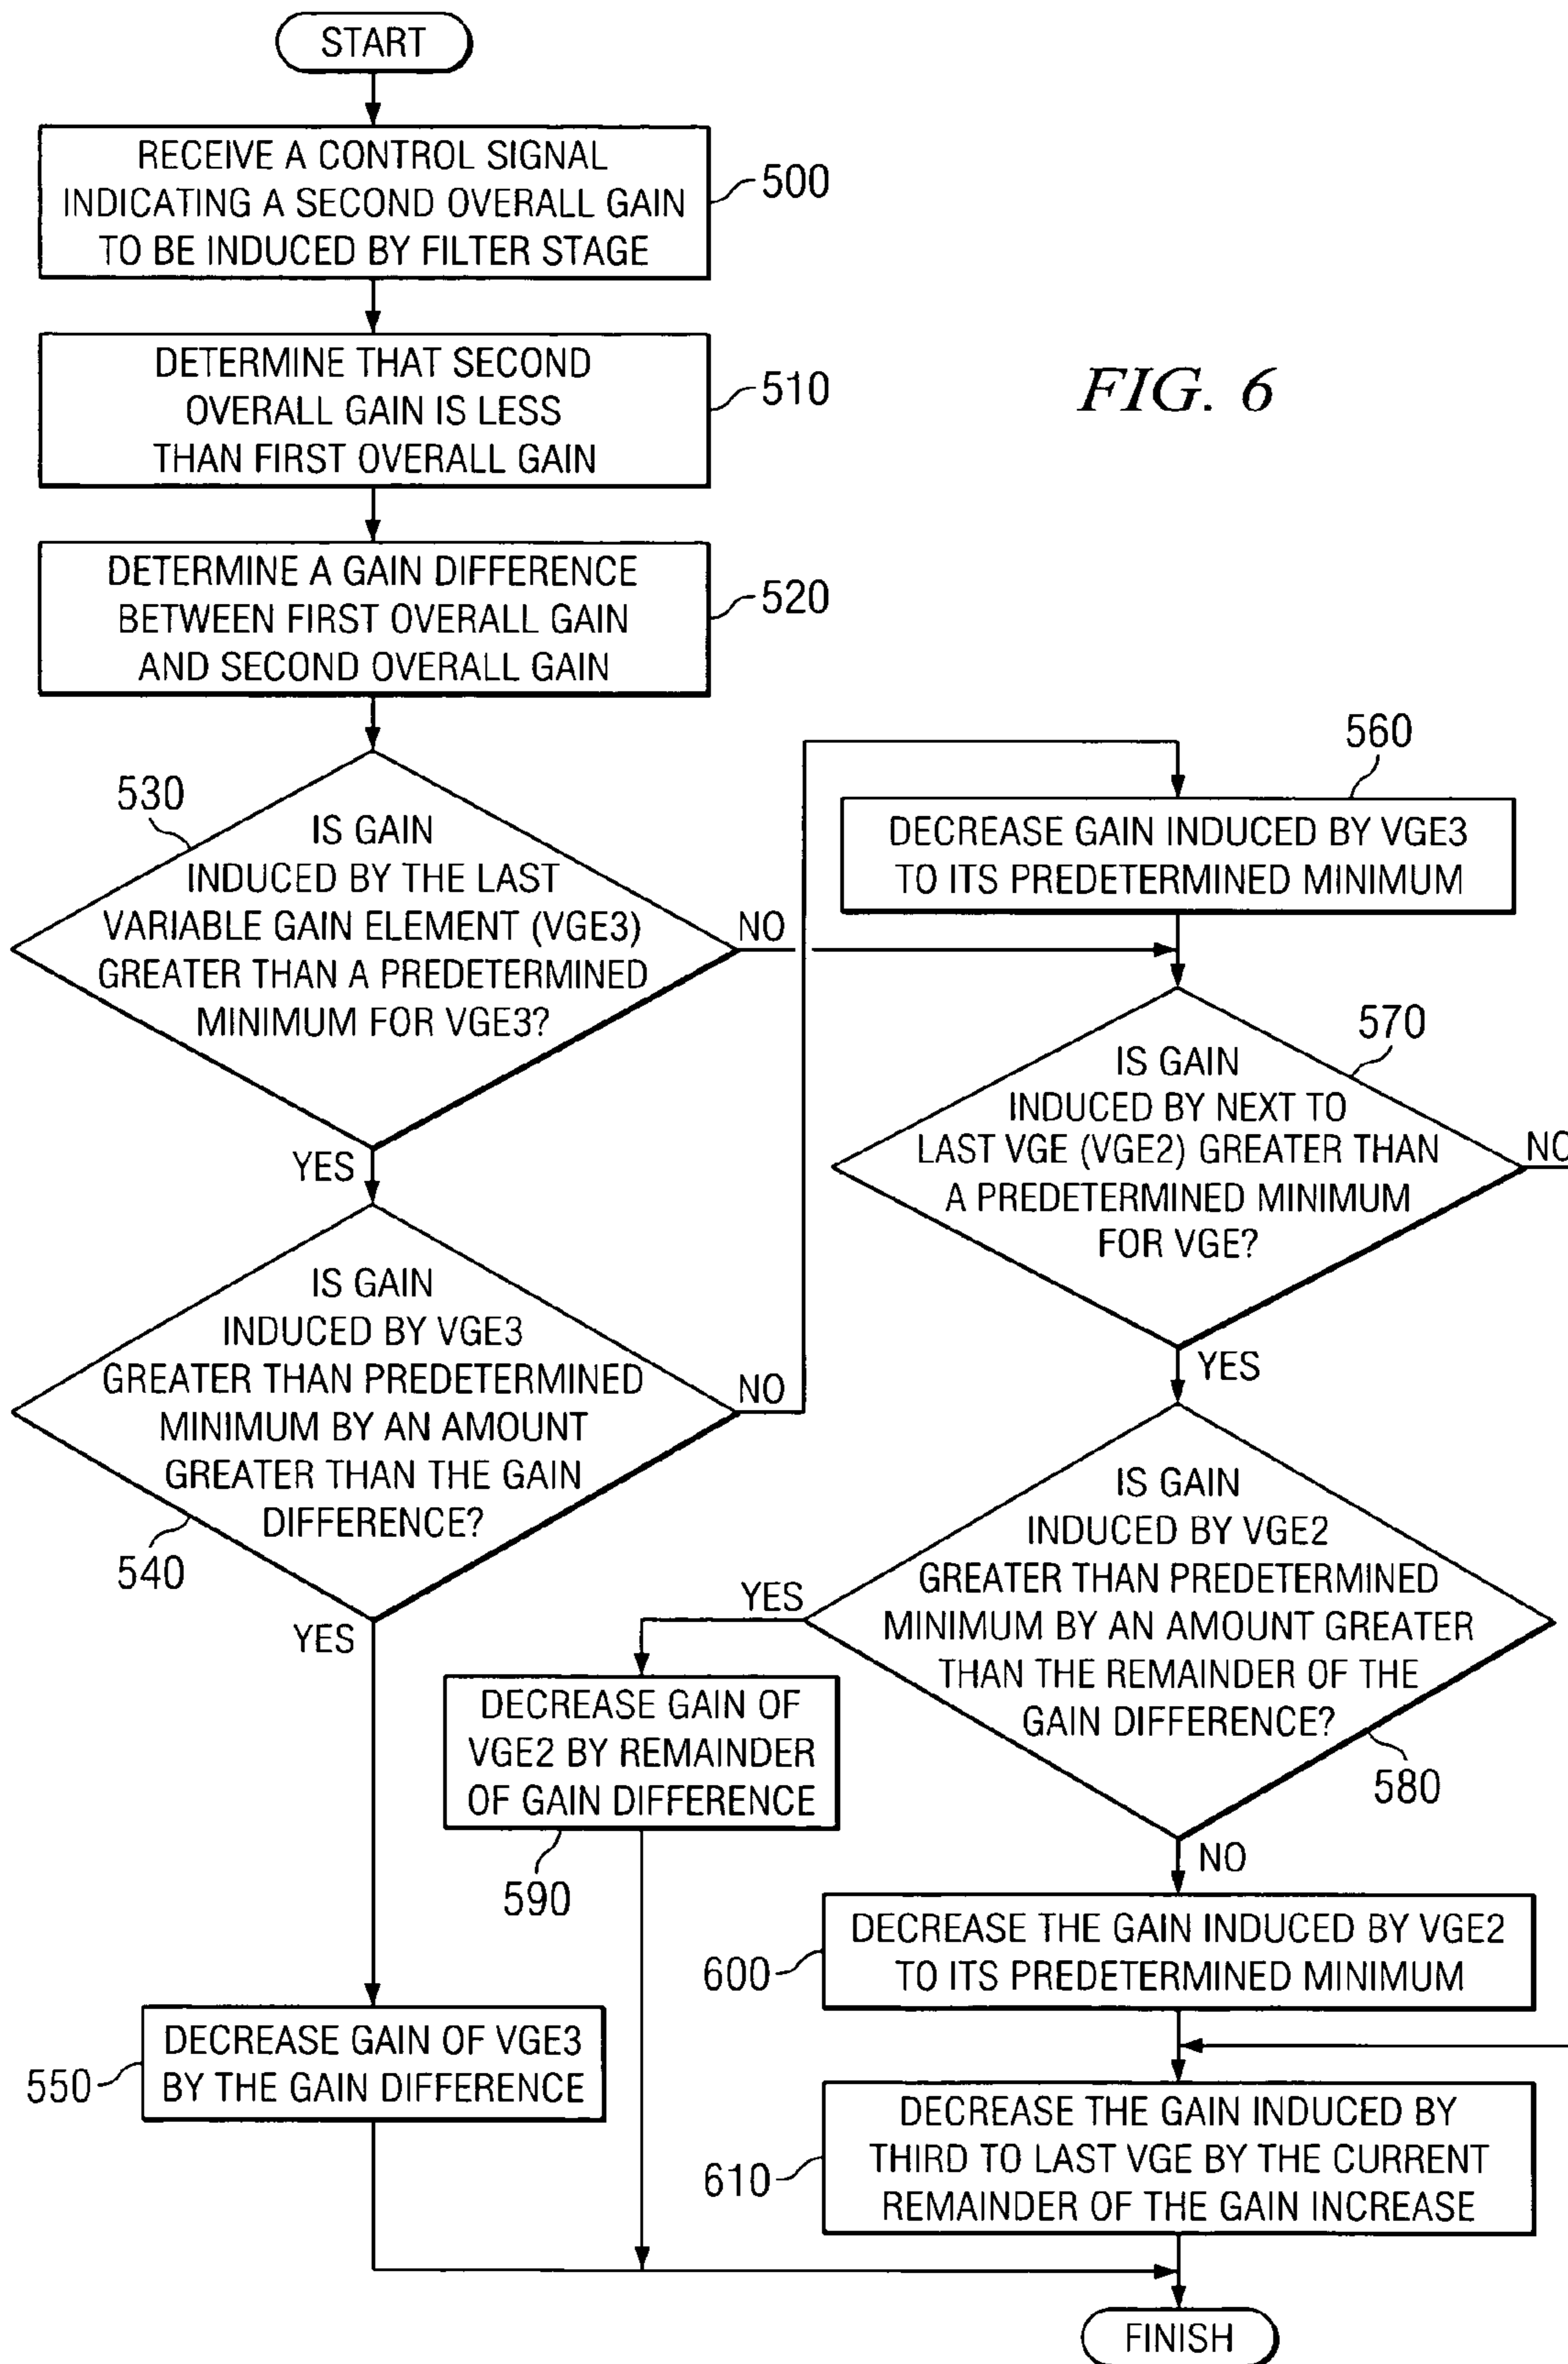 START
RECEIVE A CONTROL SIGNAL
INDICATING A SECOND OVERALL GAIN
TO BE INDUCED BY FILTER STAGE
500
DETERMINE THAT SECOND
OVERALL GAIN IS LESS
THAN FIRST OVERALL GAIN
510
FIG. 6
DETERMINE A GAIN DIFFERENCE
BETWEEN FIRST OVERALL GAIN
AND SECOND OVERALL GAIN
520
530
IS GAIN
INDUCED BY THE LAST
VARIABLE GAIN ELEMENT (VGE3)
GREATER THAN A PREDETERMINED
MINIMUM FOR VGE3?
NO
YES
IS GAIN
INDUCED BY VGE3
GREATER THAN PREDETERMINED
MINIMUM BY AN AMOUNT
GREATER THAN THE GAIN
DIFFERENCE?
540
NO
YES
560
DECREASE GAIN INDUCED BY VGE3
TO ITS PREDETERMINED MINIMUM
570
IS GAIN
INDUCED BY NEXT TO
LAST VGE (VGE2) GREATER THAN
A PREDETERMINED MINIMUM
FOR VGE?
NO
YES
IS GAIN
INDUCED BY VGE2
GREATER THAN PREDETERMINED
MINIMUM BY AN AMOUNT GREATER
THAN THE REMAINDER OF THE
GAIN DIFFERENCE?
580
YES
NO
DECREASE GAIN OF
VGE2 BY REMAINDER
OF GAIN DIFFERENCE
590
600
DECREASE THE GAIN INDUCED BY VGE2
TO ITS PREDETERMINED MINIMUM
550
DECREASE GAIN OF VGE3
BY THE GAIN DIFFERENCE
610
DECREASE THE GAIN INDUCED BY
THIRD TO LAST VGE BY THE CURRENT
REMAINDER OF THE GAIN INCREASE
FINISH